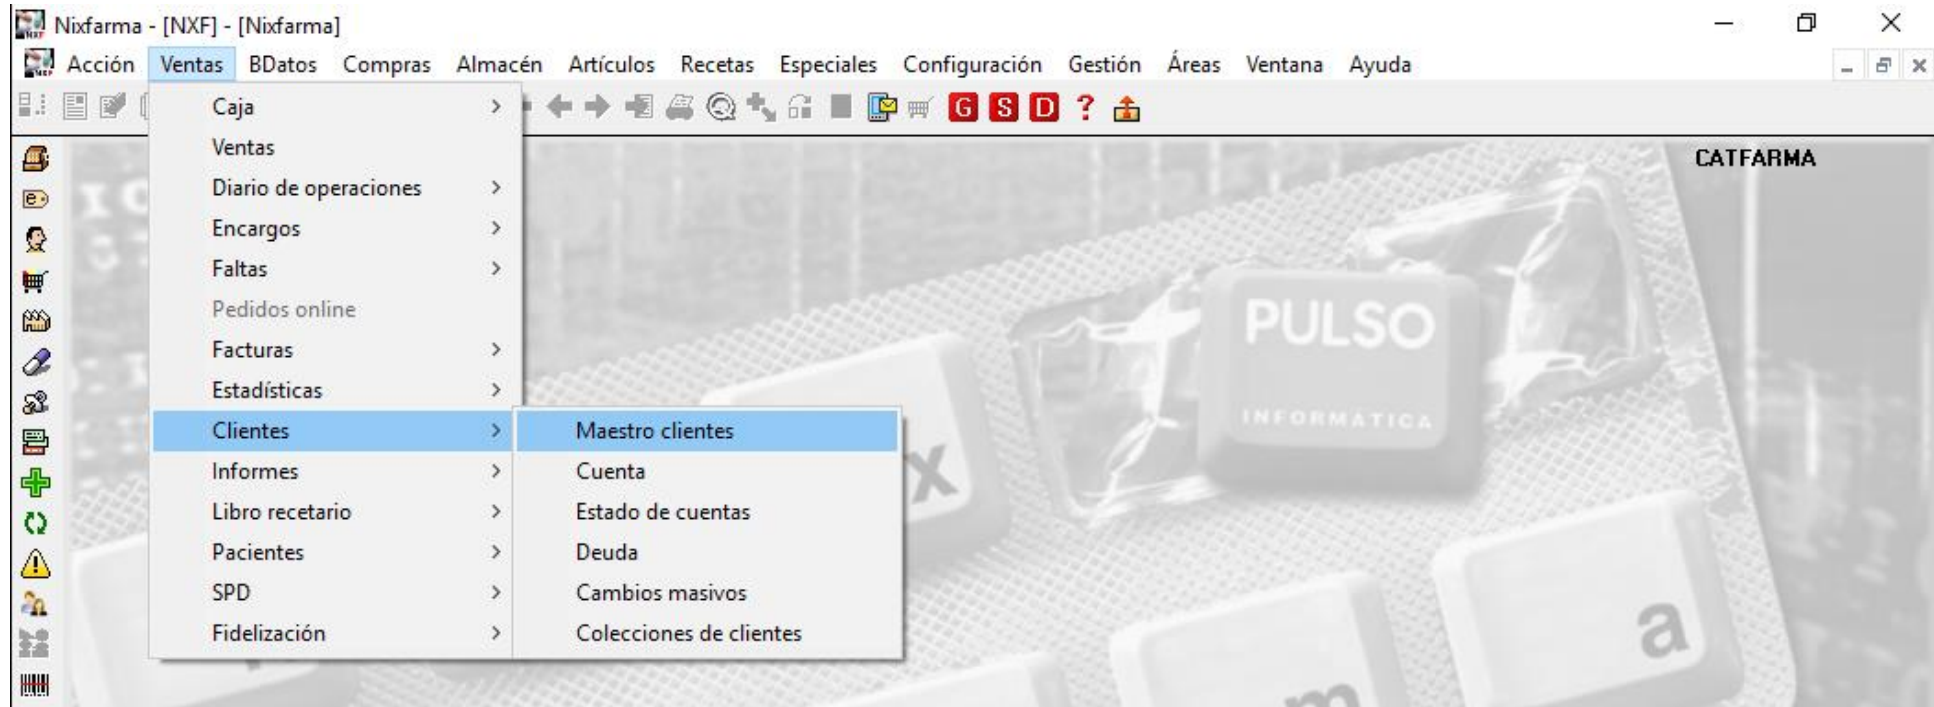 Nixfarma - [NXF] - [Nixfarma]
Acción Ventas BDatos Compras Almacén Artículos Recetas Especiales Configuración Gestión Áreas Ventana Ayuda
G S D ?
CATFARMA
Caja
Ventas
Diario de operaciones
Encargos
Faltas
Pedidos online
Facturas
Estadísticas
Clientes
Informes
Libro recetario
Pacientes
SPD
Fidelización
Maestro clientes
Cuenta
Estado de cuentas
Deuda
Cambios masivos
Colecciones de clientes
PULSO
INFORMÁTICA
x
a
m